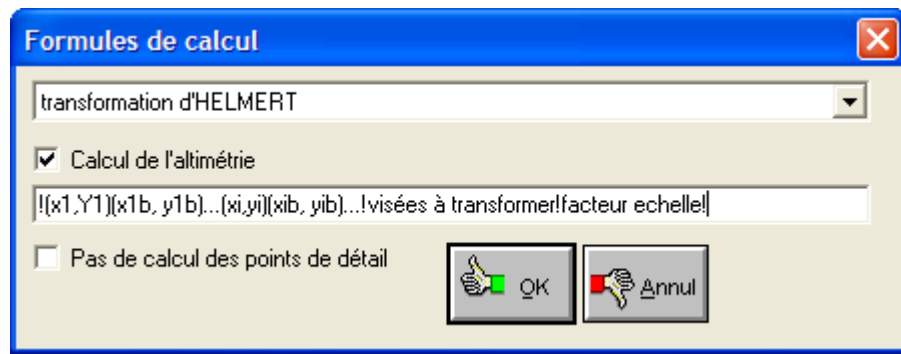 Formules de calcul
transformation d'HELMERT
Calcul de l'altimétrie
!(x1,Y1)(x1b, y1b)...(xi,yi)(xib, yib)...!visées à transformer!facteur echelle!
Pas de calcul des points de détail
OK
Annul